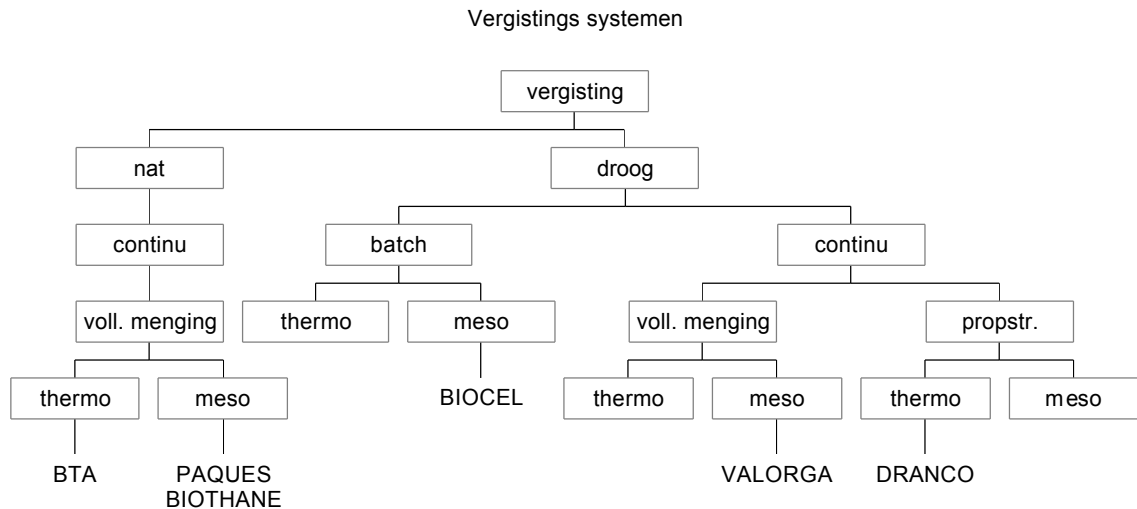 Vergistings systemen
vergisting
nat
droog
continu
batch
continu
voll. menging
thermo
meso
voll. menging
propstr.
thermo
meso
BIOCEL
thermo
meso
thermo
meso
BTA
PAQUES
BIOTHANE
VALORGA
DRANCO